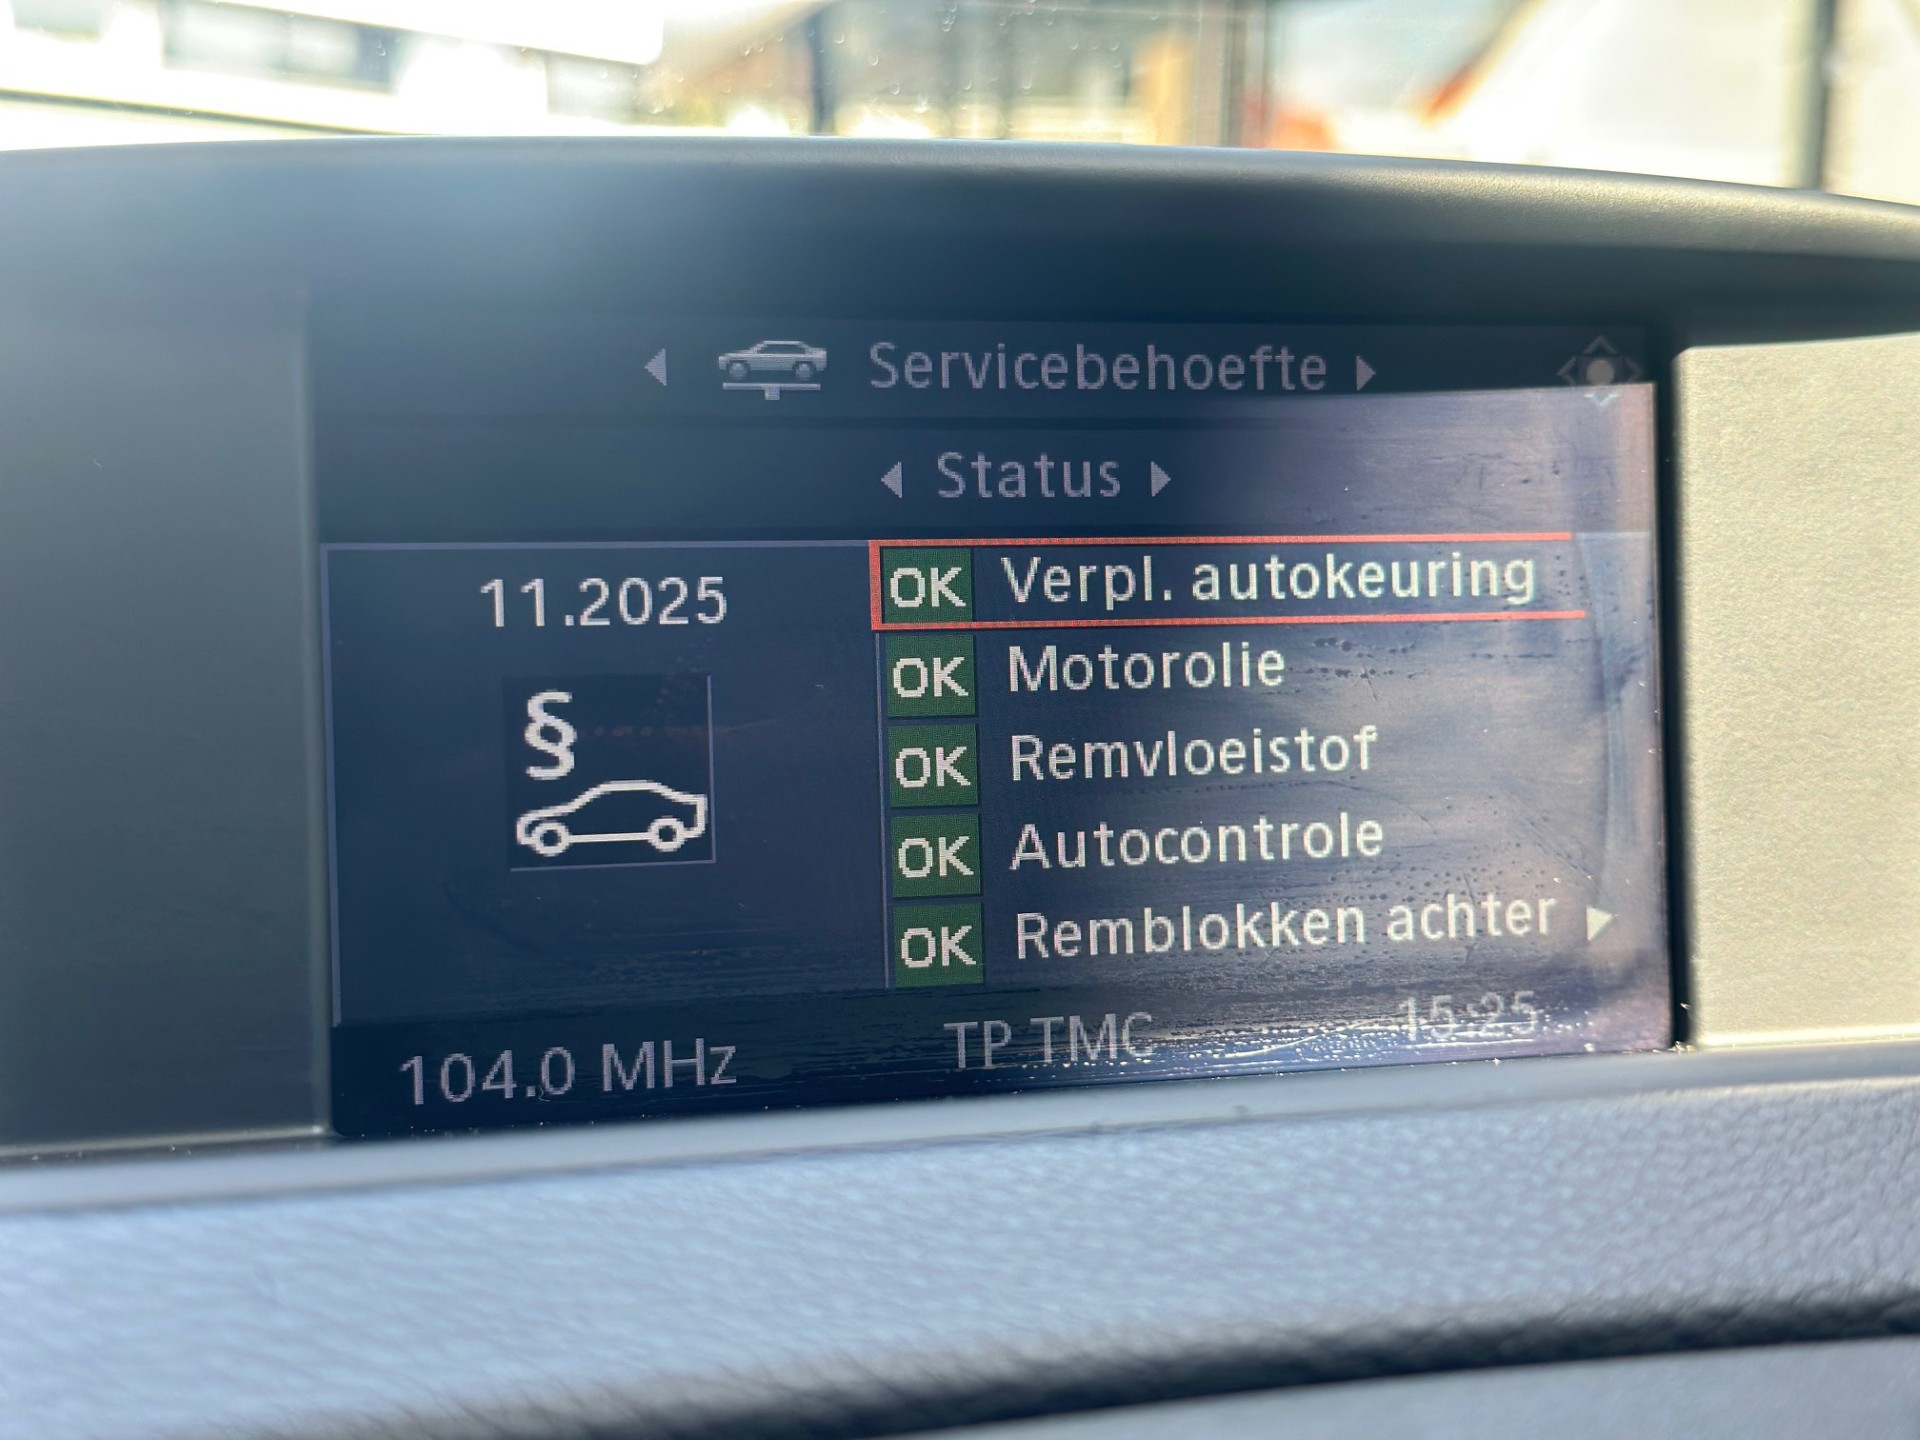 Servicebehoefte
Status
11.2025
§
OK Verpl. autokeuring
OK Motorolie
OK Remvloeistof
OK Autocontrole
OK Remblokken achter
104.0 MHz TP TMC 15:25